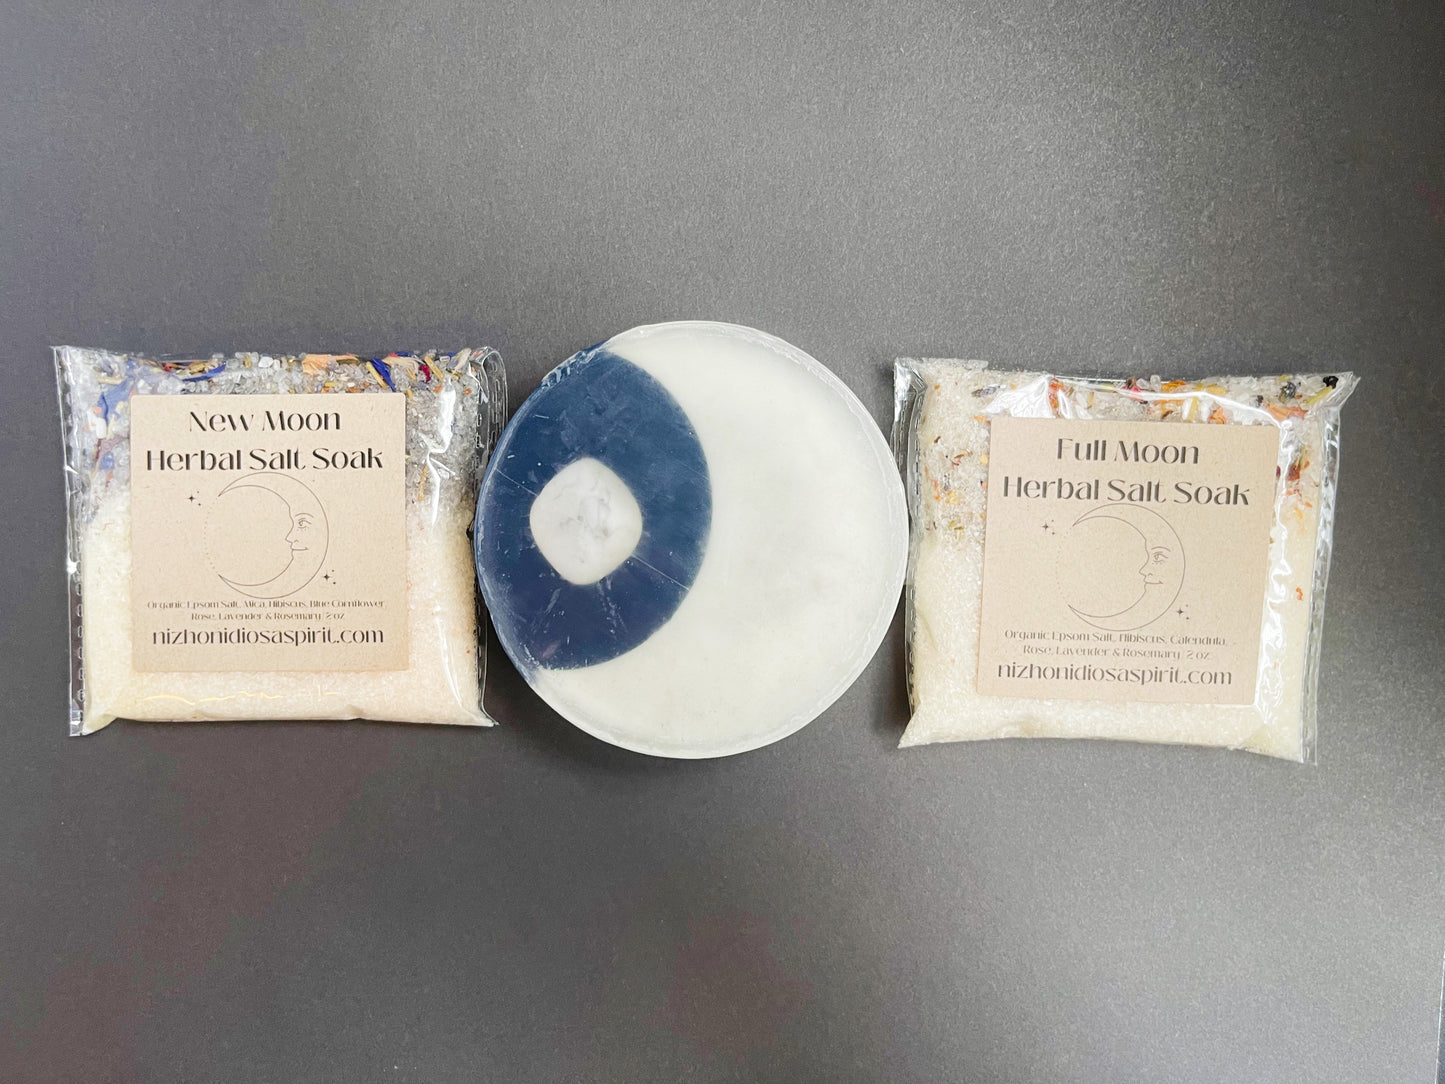 New Moon
Herbal Salt Soak
Organic Epsom Salt, Mica, Hibiscus, Blue Cornflower,
Rose, Lavender & Rosemary 2 oz
nizhonidiosaspirit.com
Full Moon
Herbal Salt Soak
Organic Epsom Salt, Hibiscus, Calendula,
Rose, Lavender & Rosemary 2 oz
nizhonidiosaspirit.com